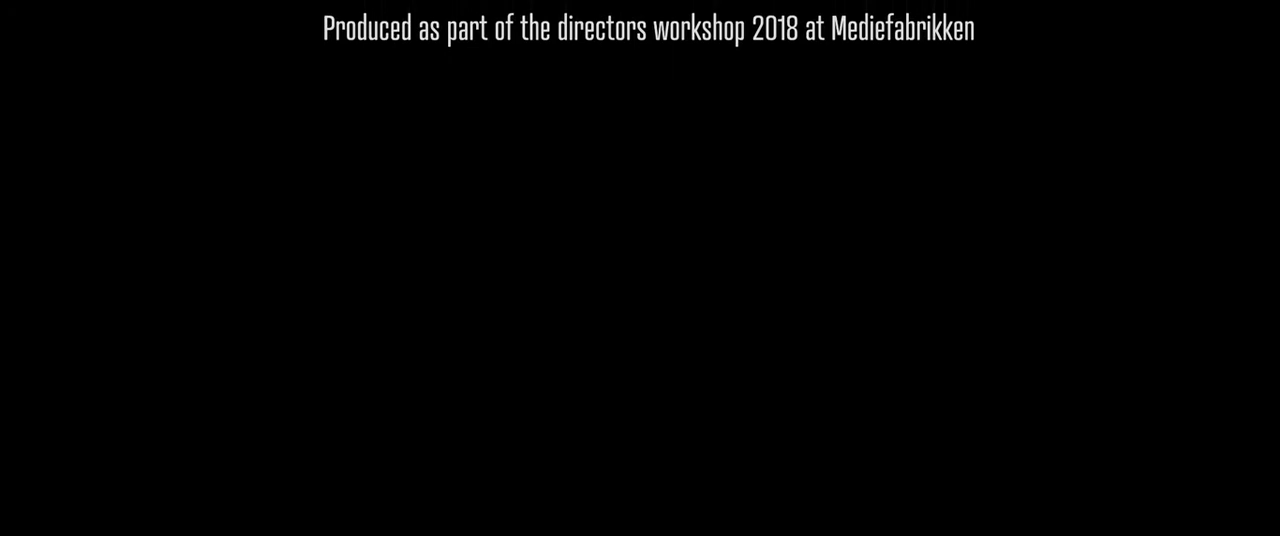 Produced as part of the directors workshop 2018 at Mediefabrikken